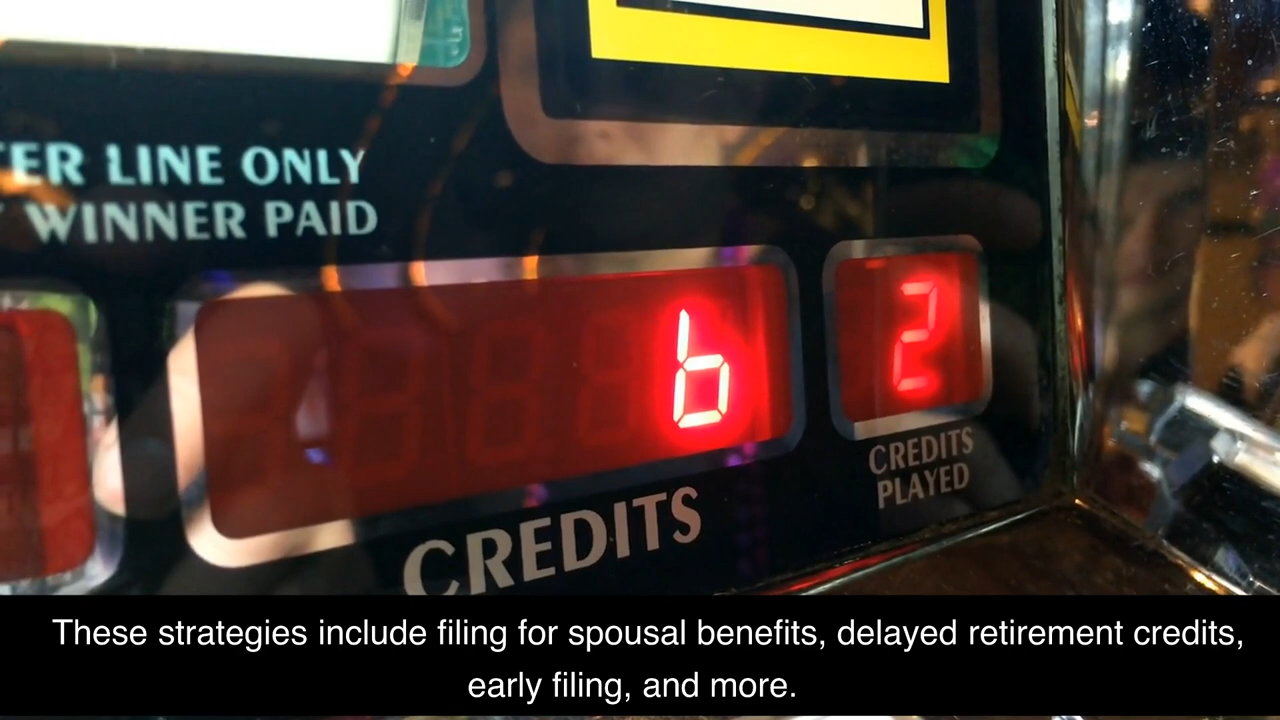 TER LINE ONLY
WINNER PAID
6
2
CREDITS
PLAYED
CREDITS
These strategies include filing for spousal benefits, delayed retirement credits,
early filing, and more.